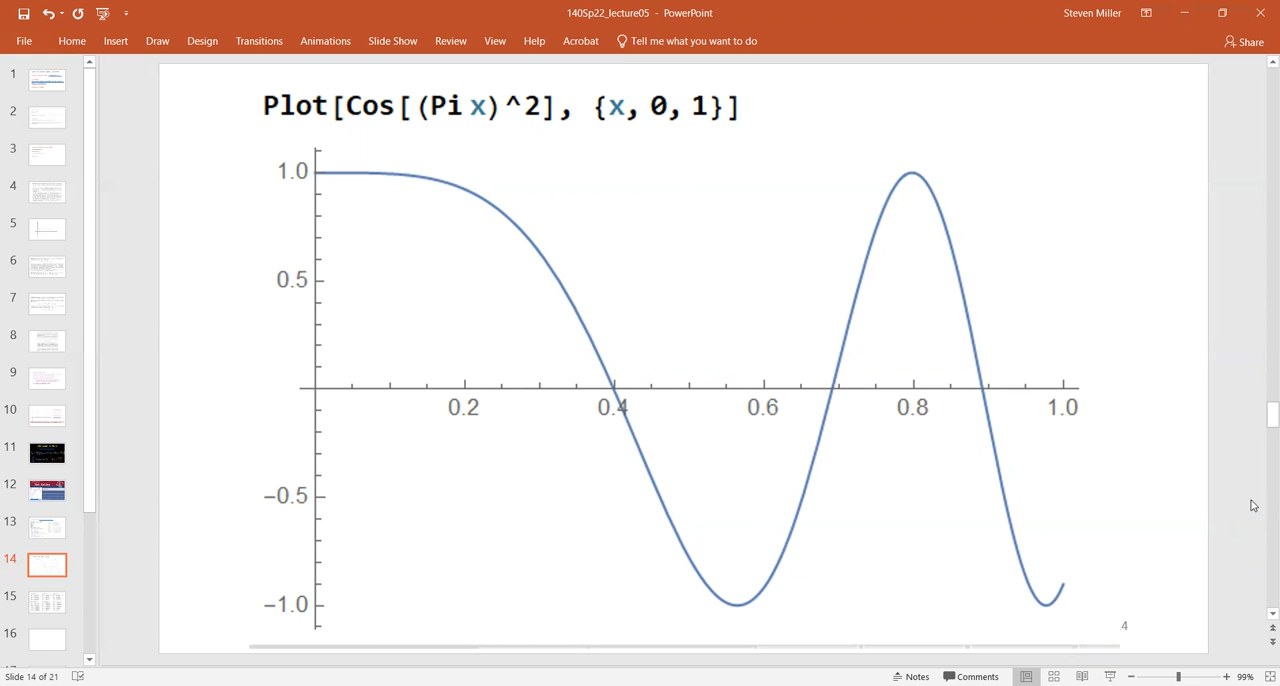 140Sp22_lecture05 - PowerPoint
Steven Miller
File Home Insert Draw Design Transitions Animations Slide Show Review View Help Acrobat Tell me what you want to do
Share
1
2
3
4
5
6
7
8
9
10
11
12
13
14
15
16
Plot[Cos[(Pi x)^2], {x, 0, 1}]
1.0
0.5
0.2 0.4 0.6 0.8 1.0
−0.5
−1.0
4
Slide 14 of 21
Notes Comments
99%